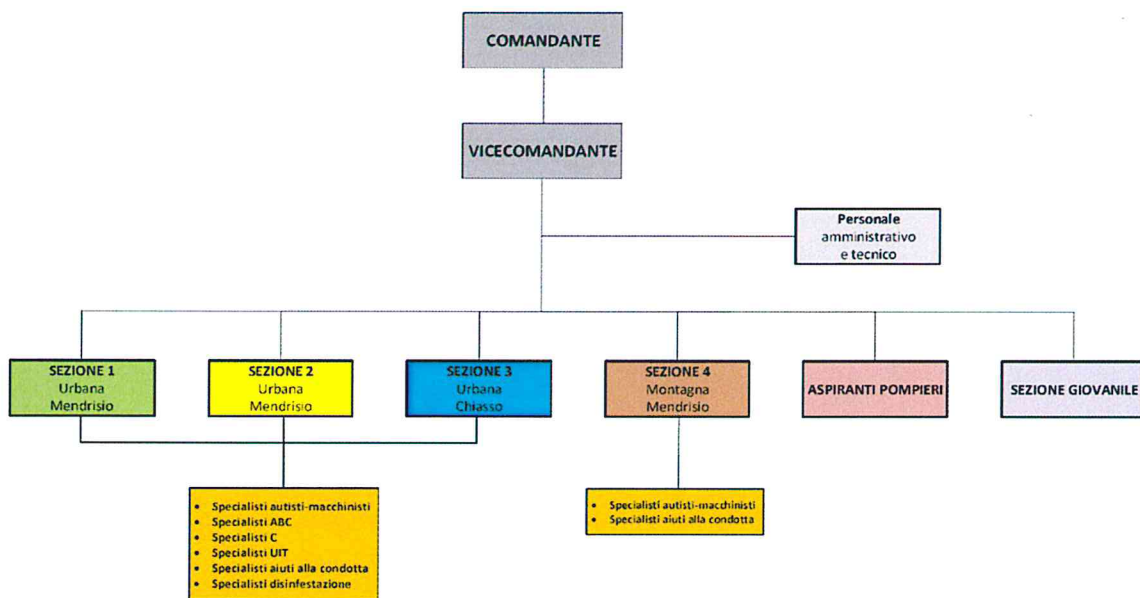 COMANDANTE
VICECOMANDANTE
Personale
amministrativo
e tecnico
SEZIONE 1
Urbana
Mendrisio
SEZIONE 2
Urbana
Mendrisio
SEZIONE 3
Urbana
Chiasso
SEZIONE 4
Montagna
Mendrisio
ASPIRANTI POMPIERI
SEZIONE GIOVANILE
• Specialisti autisti-macchinisti
• Specialisti ABC
• Specialisti C
• Specialisti UIT
• Specialisti aiuti alla condotta
• Specialisti disinfestazione
• Specialisti autisti-macchinisti
• Specialisti aiuti alla condotta